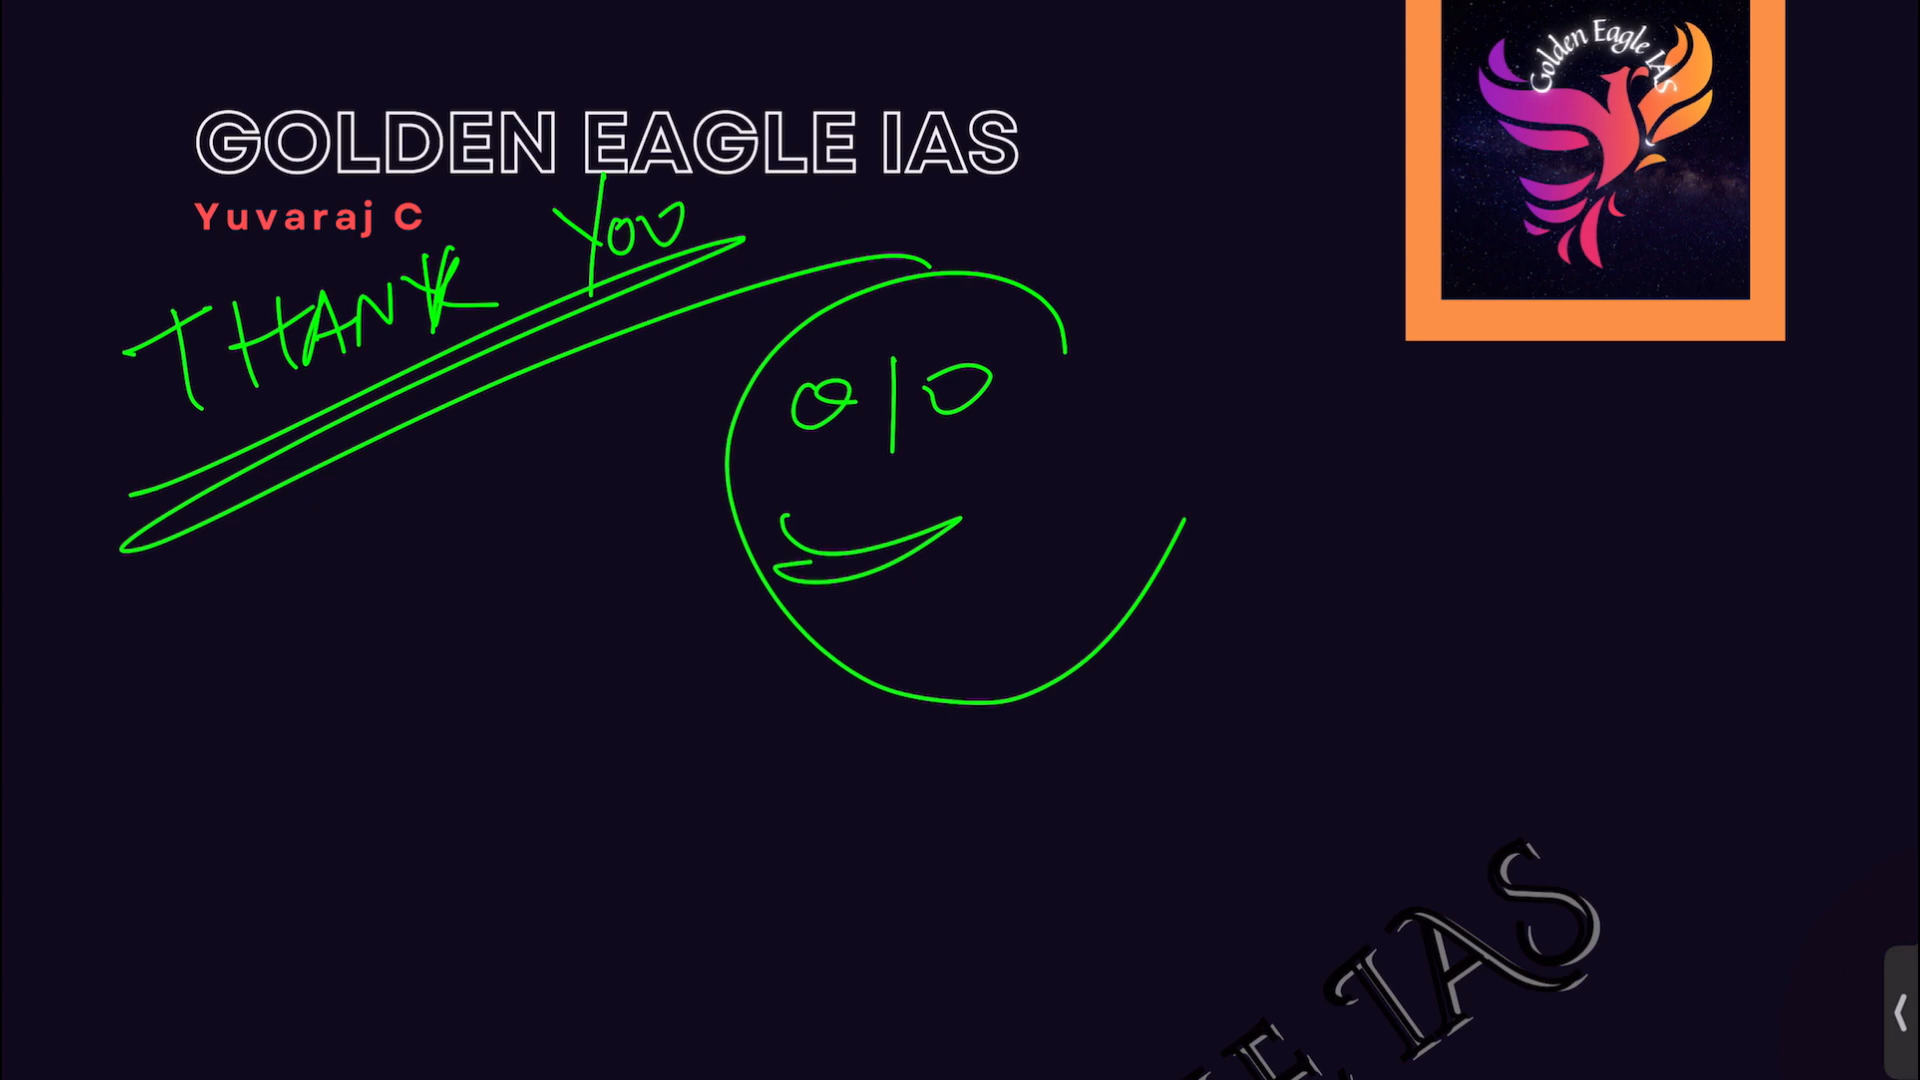 GOLDEN EAGLE IAS
Yuvaraj C
THANK YOU
Golden Eagle IAS
IAS